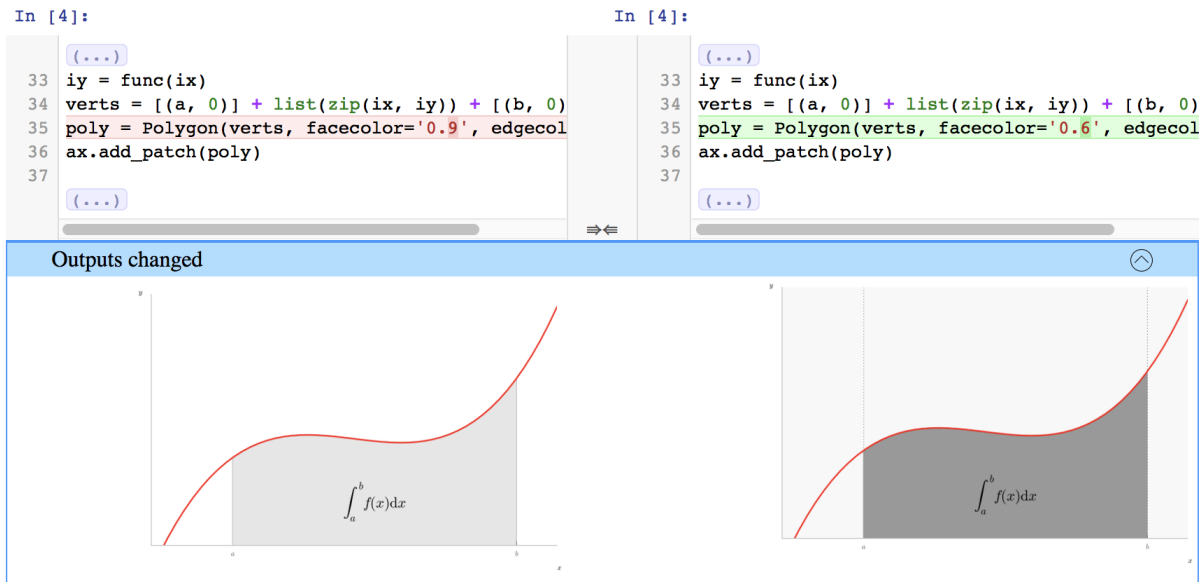 In [4]:
(...)
33 iy = func(ix)
34 verts = [(a, 0)] + list(zip(ix, iy)) + [(b, 0)
35 poly = Polygon(verts, facecolor='0.9', edgecol
36 ax.add_patch(poly)
37
(...)
In [4]:
(...)
33 iy = func(ix)
34 verts = [(a, 0)] + list(zip(ix, iy)) + [(b, 0)
35 poly = Polygon(verts, facecolor='0.6', edgecol
36 ax.add_patch(poly)
37
(...)
Outputs changed
y
∫_a^b f(x)dx
a b
x
y
∫_a^b f(x)dx
a b
x